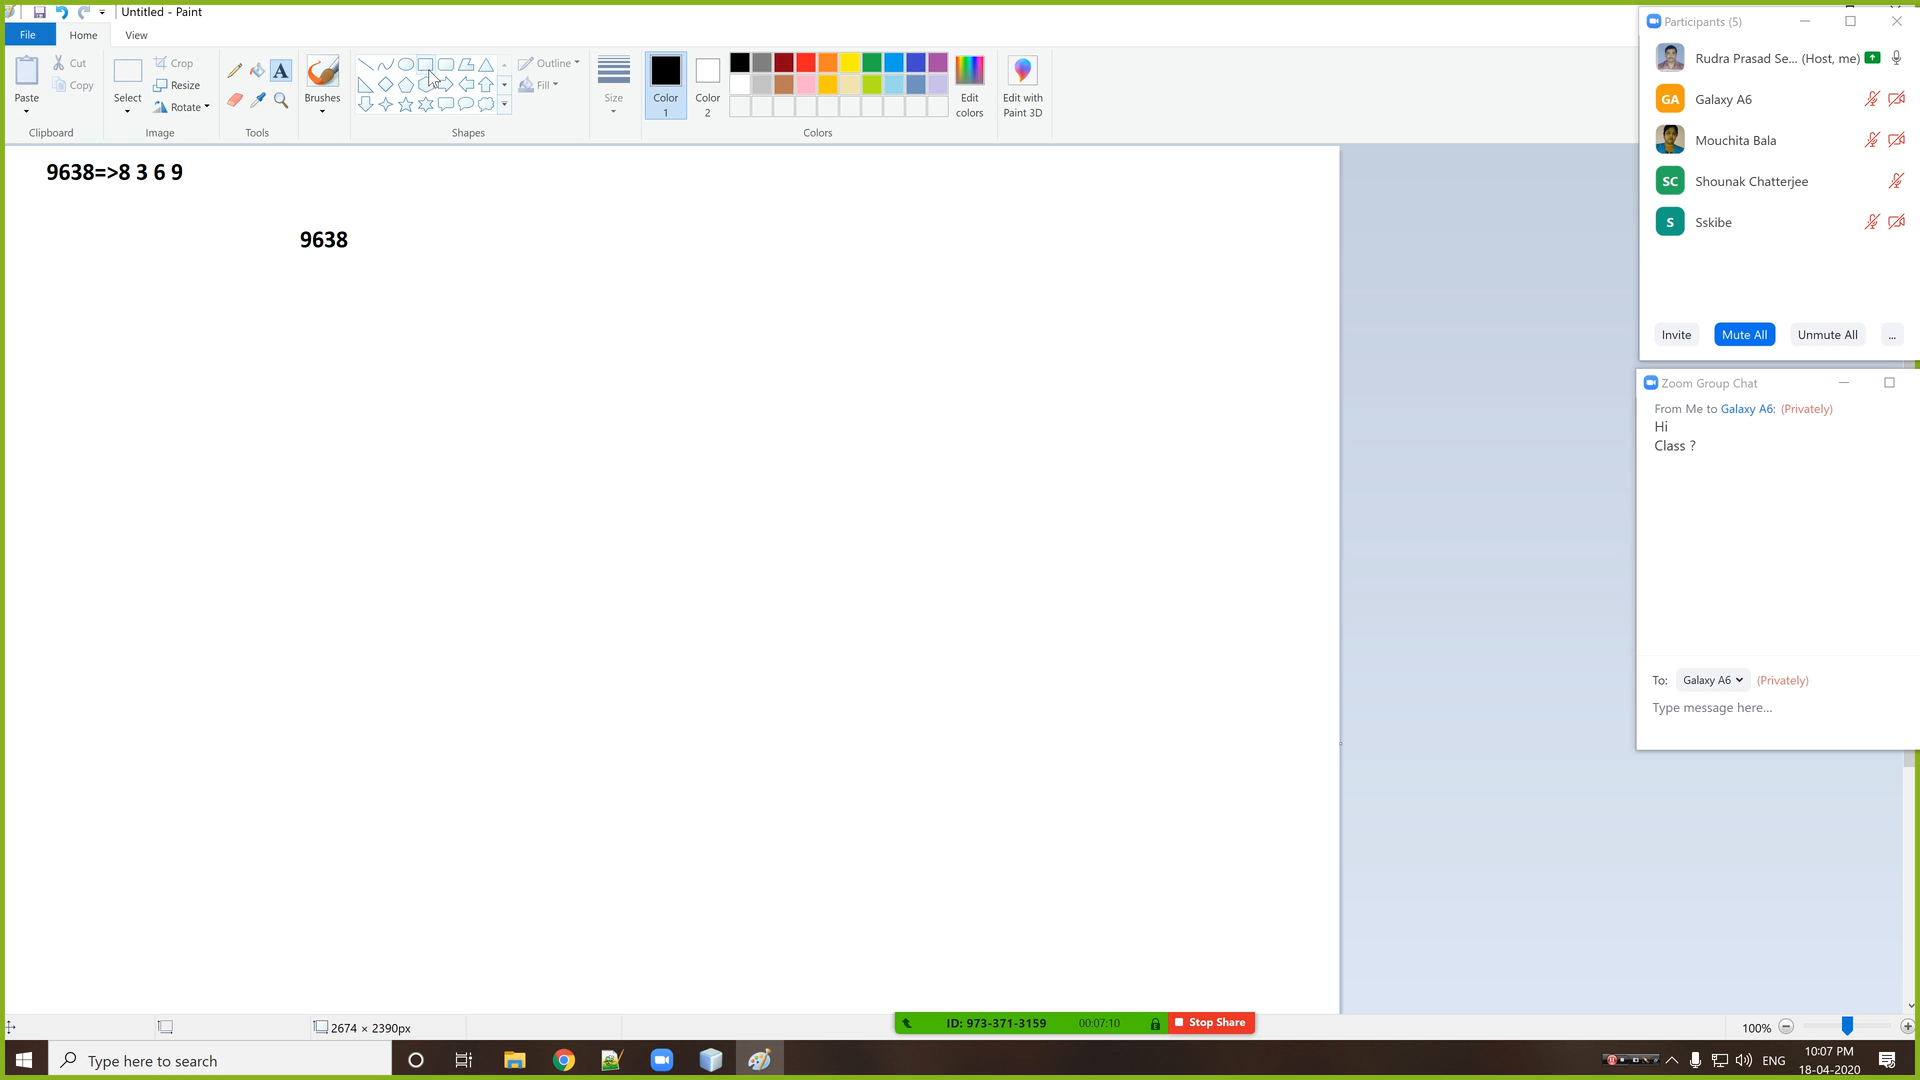 Untitled - Paint
File
Home
View
Paste
Cut
Copy
Clipboard
Select
Crop
Resize
Rotate
Image
A
Tools
Brushes
Shapes
Outline
Fill
Size
Color
1
Color
2
Colors
Edit
colors
Edit with
Paint 3D
9638=>8 3 6 9
9638
Participants (5)
Rudra Prasad Se... (Host, me)
GA
Galaxy A6
Mouchita Bala
SC
Shounak Chatterjee
S
Sskibe
Invite
Mute All
Unmute All
...
Zoom Group Chat
From Me to Galaxy A6: (Privately)
Hi
Class ?
To: Galaxy A6 (Privately)
Type message here...
2674 × 2390px
ID: 973-371-3159
00:07:10
Stop Share
100%
Type here to search
ENG
10:07 PM
18-04-2020